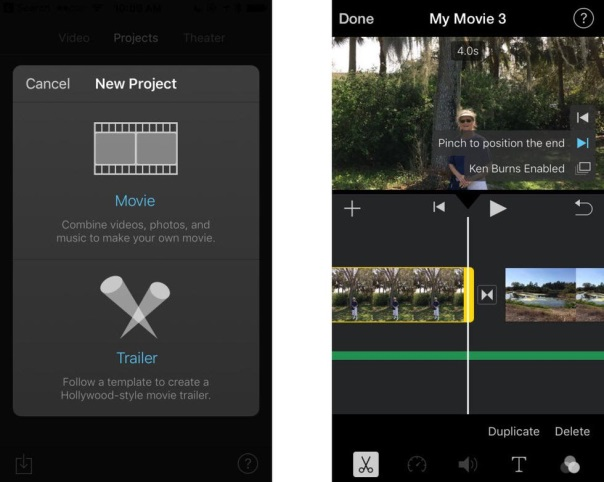 Video Projects Theater
Cancel New Project
Movie
Combine videos, photos, and
music to make your own movie.
Trailer
Follow a template to create a
Hollywood-style movie trailer.
?
Done My Movie 3 ?
4.0s
Pinch to position the end
Ken Burns Enabled
Duplicate Delete
T